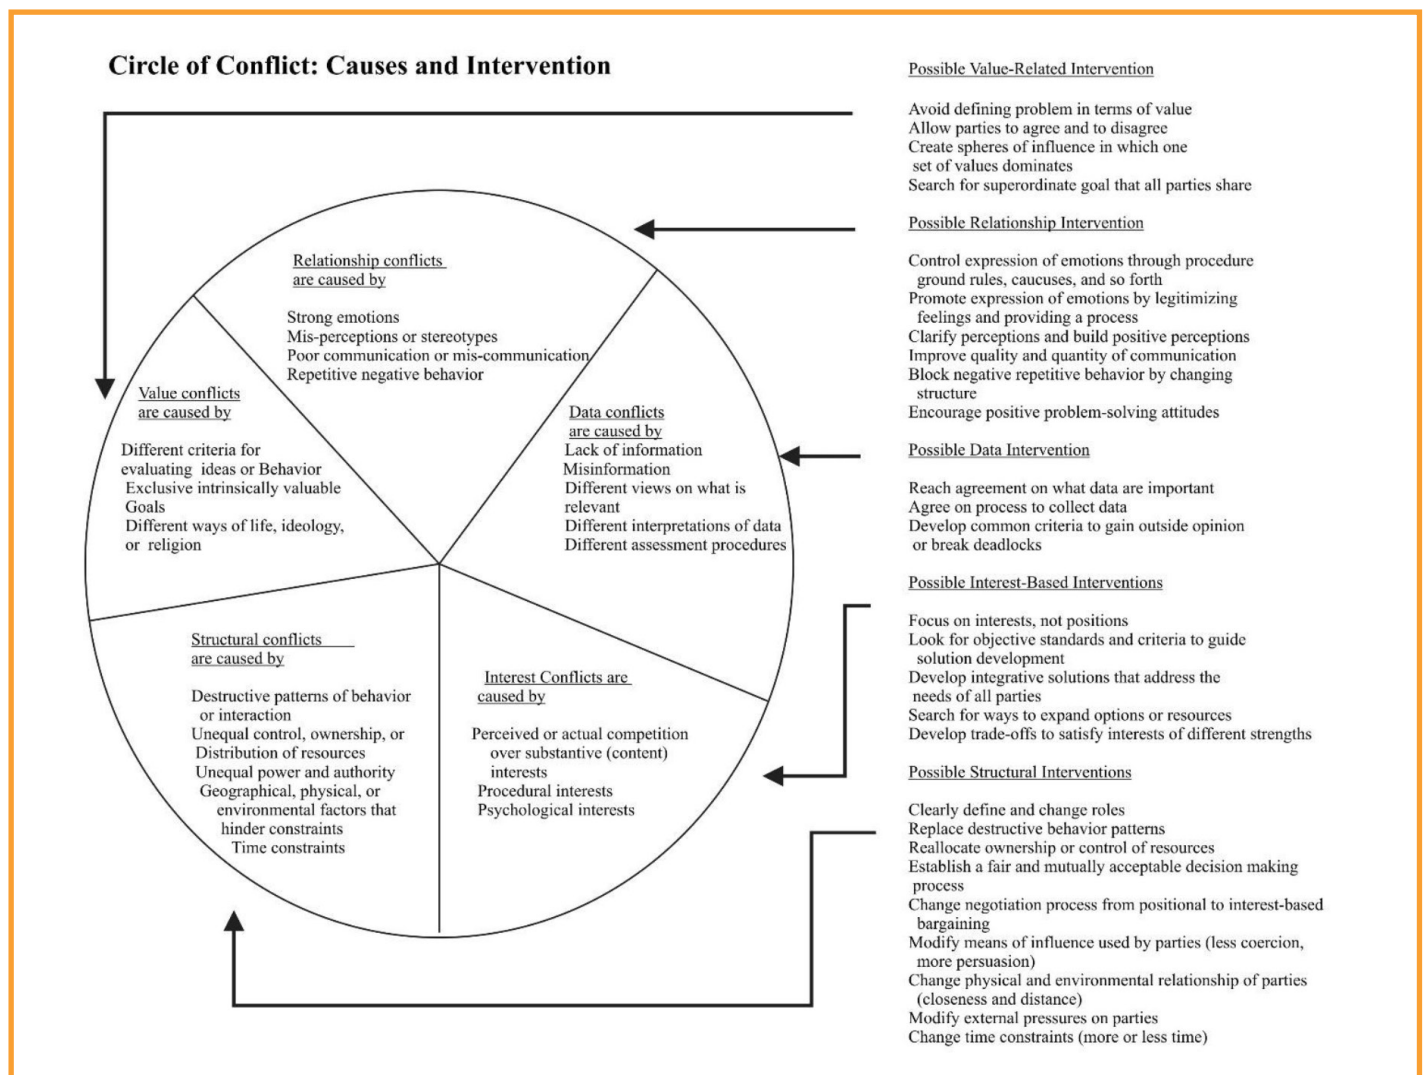 Circle of Conflict: Causes and Intervention
Relationship conflicts
are caused by
Strong emotions
Mis-perceptions or stereotypes
Poor communication or mis-communication
Repetitive negative behavior
Value conflicts
are caused by
Different criteria for
evaluating ideas or Behavior
Exclusive intrinsically valuable
Goals
Different ways of life, ideology,
or religion
Data conflicts
are caused by
Lack of information
Misinformation
Different views on what is
relevant
Different interpretations of data
Different assessment procedures
Structural conflicts
are caused by
Destructive patterns of behavior
or interaction
Unequal control, ownership, or
Distribution of resources
Unequal power and authority
Geographical, physical, or
environmental factors that
hinder constraints
Time constraints
Interest Conflicts are
caused by
Perceived or actual competition
over substantive (content)
interests
Procedural interests
Psychological interests
Possible Value-Related Intervention
Avoid defining problem in terms of value
Allow parties to agree and to disagree
Create spheres of influence in which one
set of values dominates
Search for superordinate goal that all parties share
Possible Relationship Intervention
Control expression of emotions through procedure
ground rules, caucuses, and so forth
Promote expression of emotions by legitimizing
feelings and providing a process
Clarify perceptions and build positive perceptions
Improve quality and quantity of communication
Block negative repetitive behavior by changing
structure
Encourage positive problem-solving attitudes
Possible Data Intervention
Reach agreement on what data are important
Agree on process to collect data
Develop common criteria to gain outside opinion
or break deadlocks
Possible Interest-Based Interventions
Focus on interests, not positions
Look for objective standards and criteria to guide
solution development
Develop integrative solutions that address the
needs of all parties
Search for ways to expand options or resources
Develop trade-offs to satisfy interests of different strengths
Possible Structural Interventions
Clearly define and change roles
Replace destructive behavior patterns
Reallocate ownership or control of resources
Establish a fair and mutually acceptable decision making
process
Change negotiation process from positional to interest-based
bargaining
Modify means of influence used by parties (less coercion,
more persuasion)
Change physical and environmental relationship of parties
(closeness and distance)
Modify external pressures on parties
Change time constraints (more or less time)